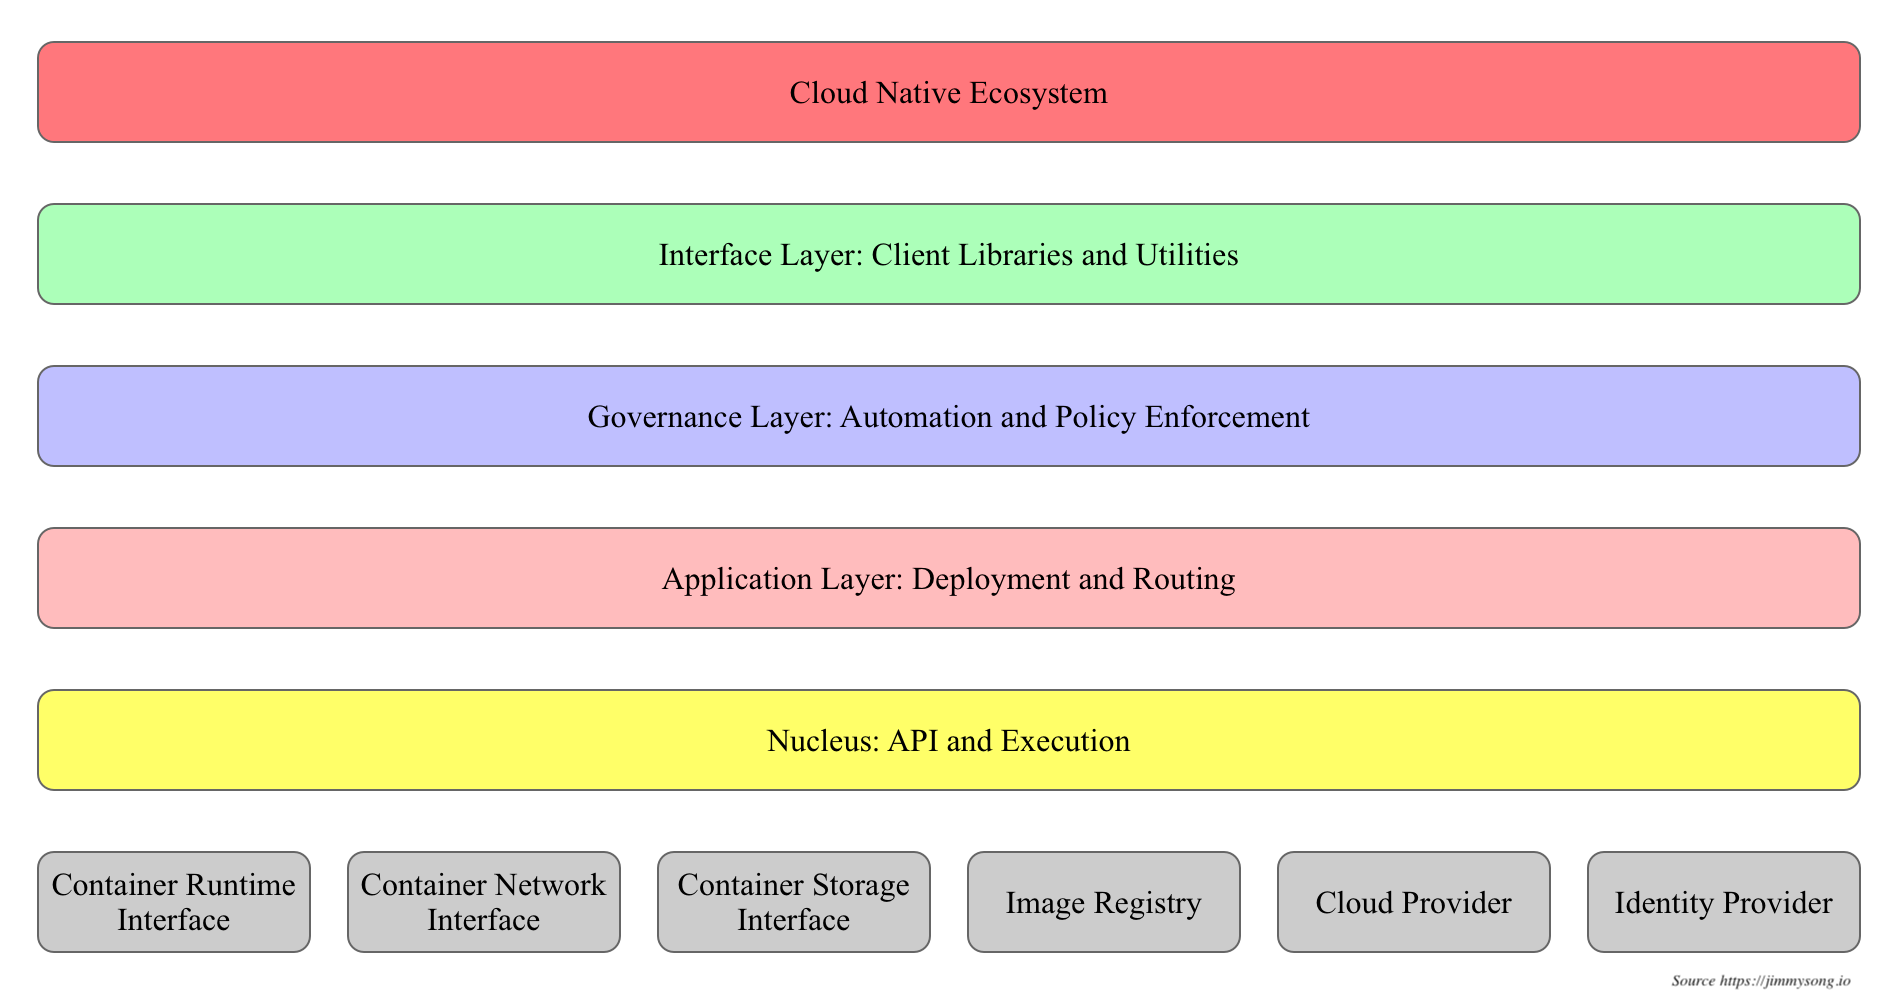 Cloud Native Ecosystem
Interface Layer: Client Libraries and Utilities
Governance Layer: Automation and Policy Enforcement
Application Layer: Deployment and Routing
Nucleus: API and Execution
Container Runtime
Interface
Container Network
Interface
Container Storage
Interface
Image Registry
Cloud Provider
Identity Provider
Source https://jimmysong.io